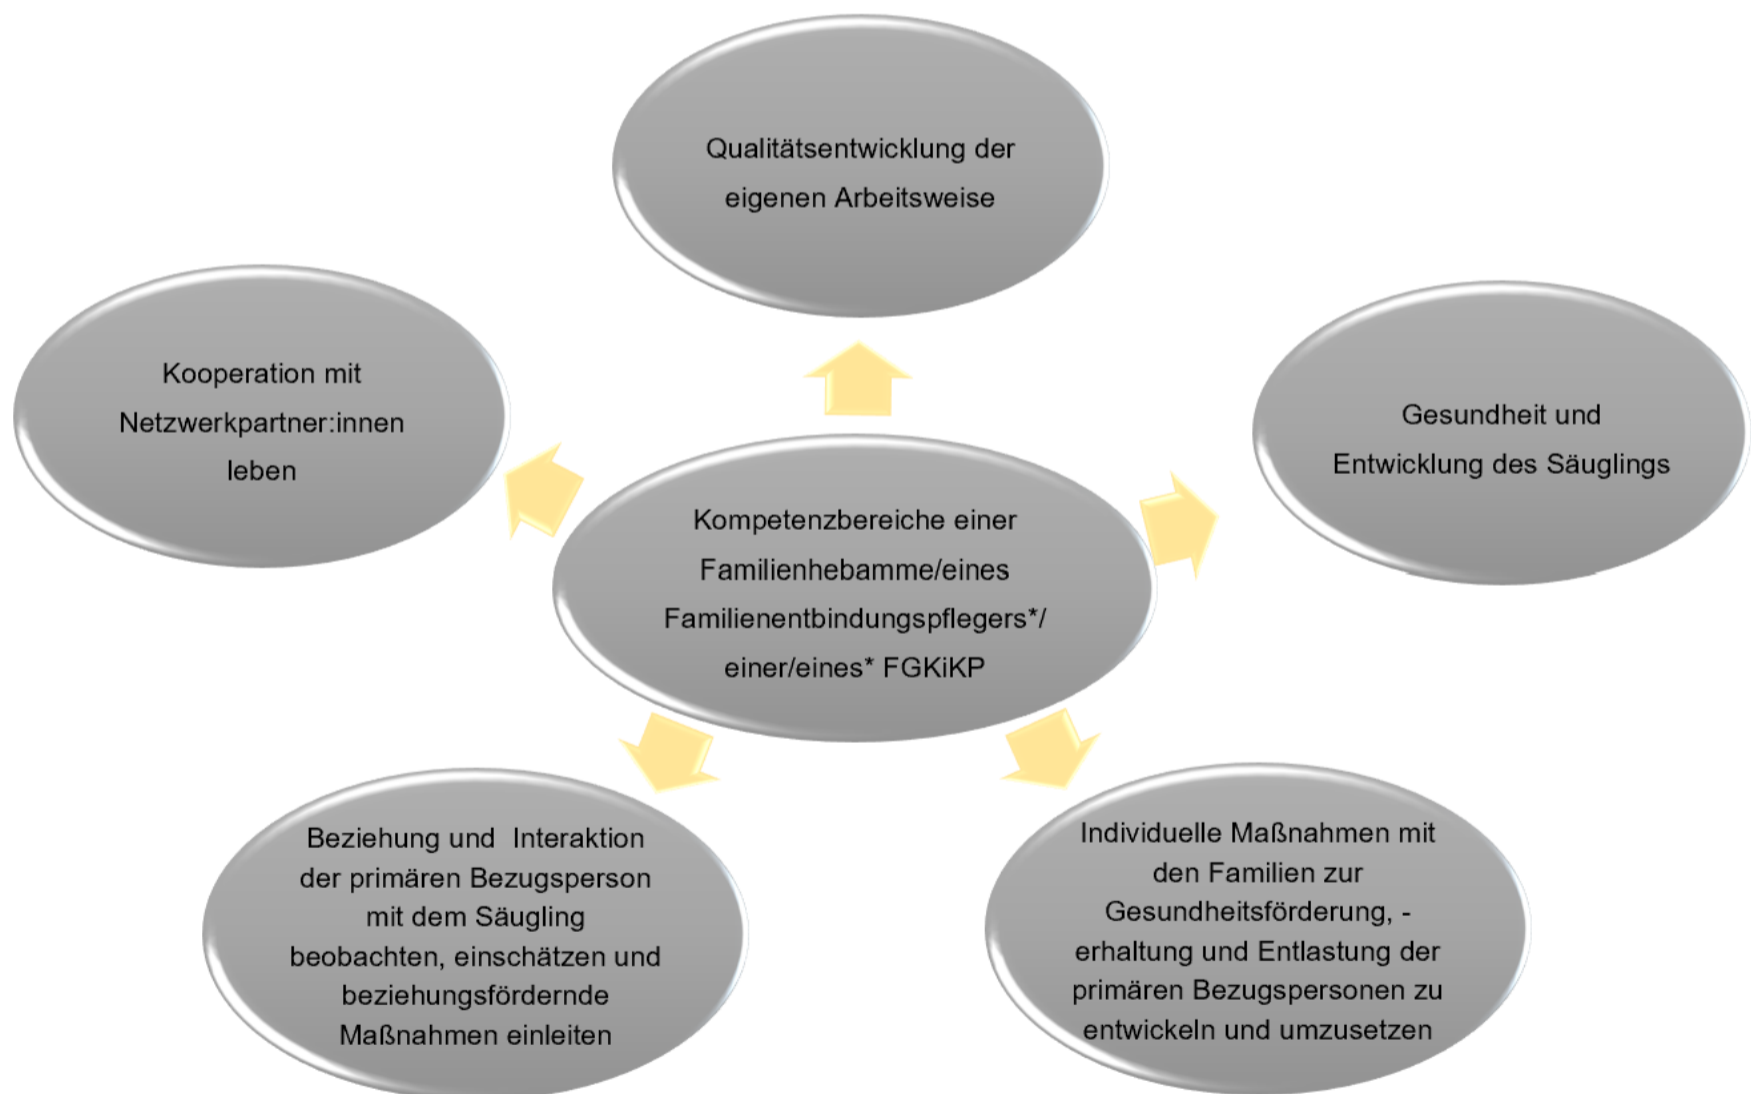 Qualitätsentwicklung der
eigenen Arbeitsweise
Kooperation mit
Netzwerkpartner:innen
leben
Gesundheit und
Entwicklung des Säuglings
Kompetenzbereiche einer
Familienhebamme/eines
Familienentbindungspflegers*/
einer/eines* FGKiKP
Beziehung und  Interaktion
der primären Bezugsperson
mit dem Säugling
beobachten, einschätzen und
beziehungsfördernde
Maßnahmen einleiten
Individuelle Maßnahmen mit
den Familien zur
Gesundheitsförderung, -
erhaltung und Entlastung der
primären Bezugspersonen zu
entwickeln und umzusetzen